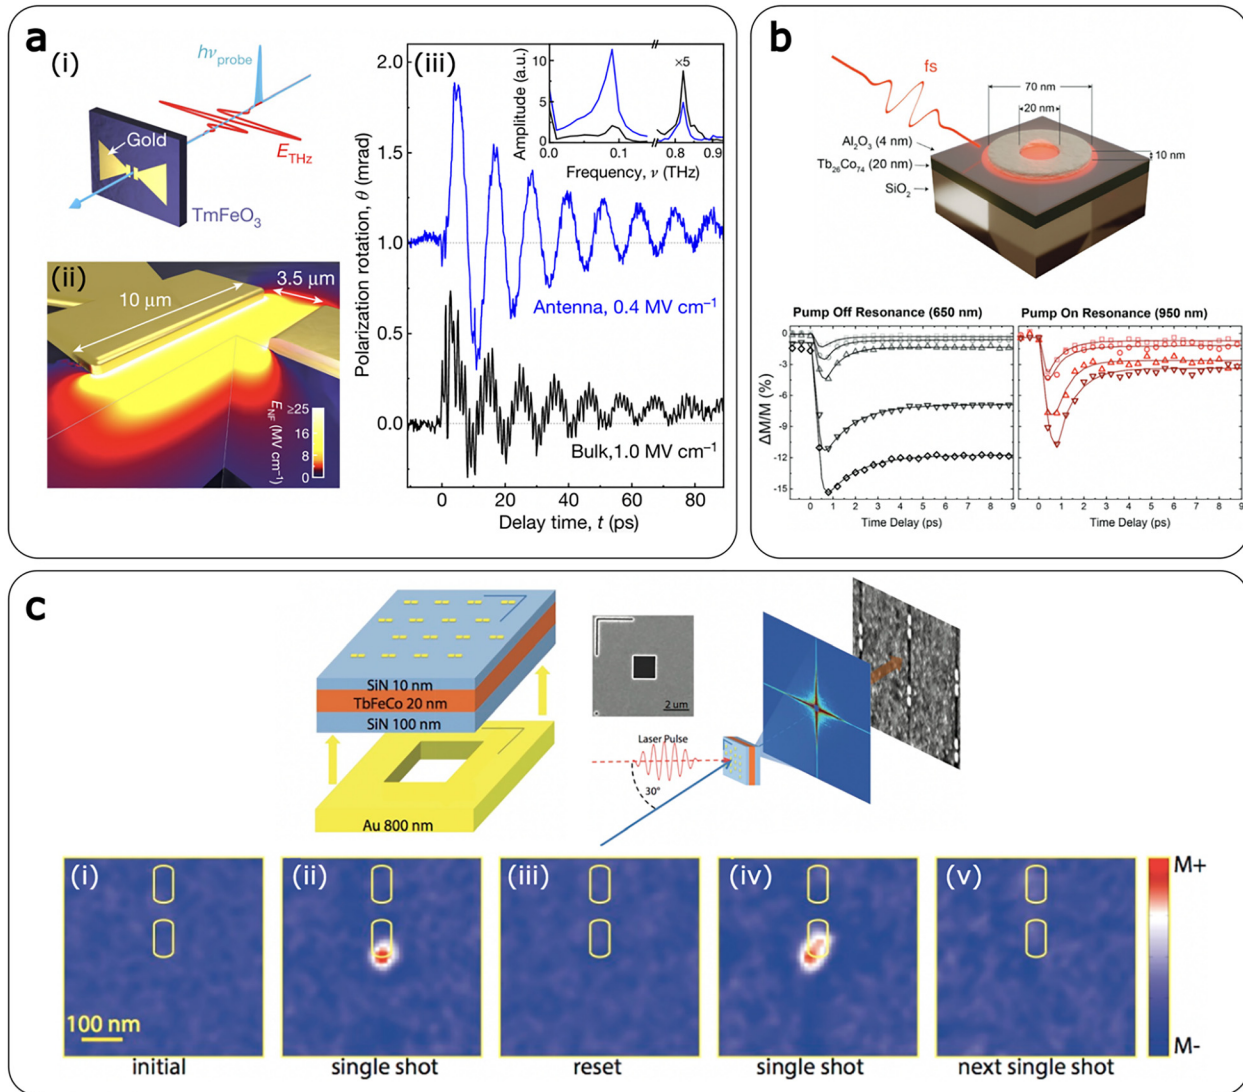 a
(i)
hν probe
Gold
E THz
TmFeO3
(ii)
10 μm
3.5 μm
E NF (MV cm⁻¹)
≥25
16
8
0
(iii)
Polarization rotation, θ (mrad)
2.0
1.5
1.0
0.5
0.0
Antenna, 0.4 MV cm⁻¹
Bulk,1.0 MV cm⁻¹
0 20 40 60 80
Delay time, t (ps)
Amplitude (a.u.)
10
5
0
×5
0.0 0.1 0.8 0.9
Frequency, ν (THz)
b
fs
70 nm
20 nm
10 nm
Al2O3 (4 nm)
Tb26Co74 (20 nm)
SiO2
Pump Off Resonance (650 nm)
Pump On Resonance (950 nm)
ΔM/M (%)
0
-3
-6
-9
-12
-15
0 1 2 3 4 5 6 7 8 9
Time Delay (ps)
0 1 2 3 4 5 6 7 8 9
Time Delay (ps)
c
SiN 10 nm
TbFeCo 20 nm
SiN 100 nm
Au 800 nm
2 um
Laser Pulse
30°
(i)
(ii)
(iii)
(iv)
(v)
M+
M-
100 nm
initial
single shot
reset
single shot
next single shot